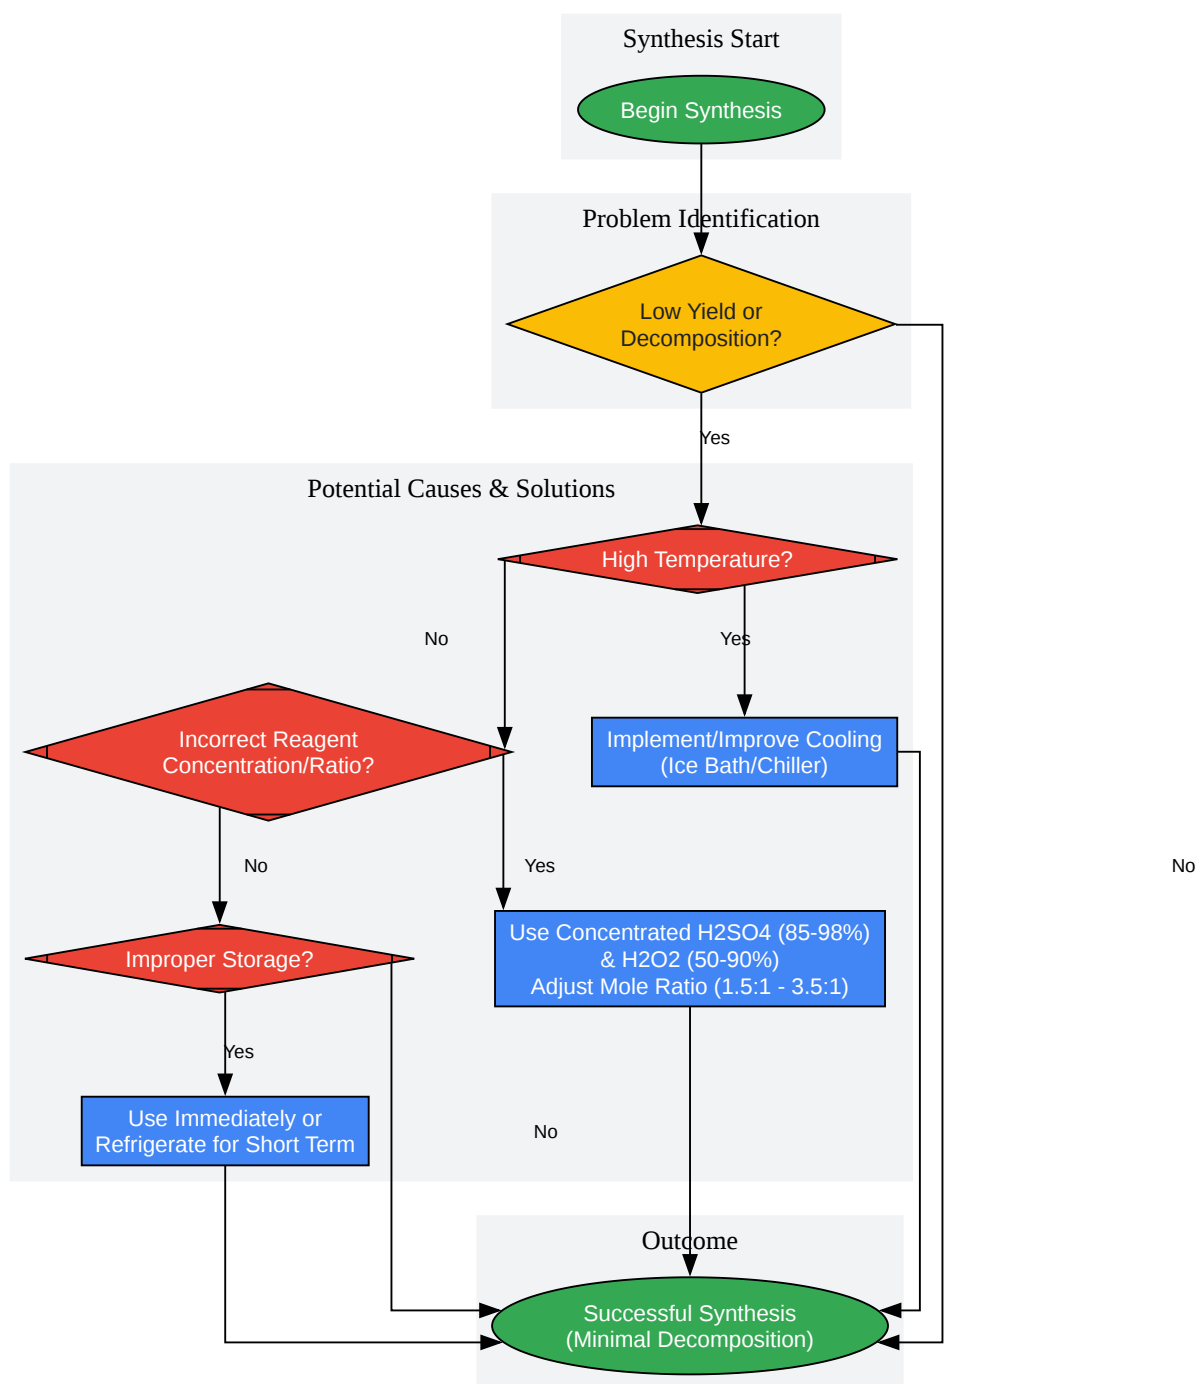 Synthesis Start
Begin Synthesis
Problem Identification
Low Yield or
Decomposition?
Yes
Potential Causes & Solutions
High Temperature?
No
Yes
Incorrect Reagent
Concentration/Ratio?
Implement/Improve Cooling
(Ice Bath/Chiller)
No
Yes
No
Improper Storage?
Use Concentrated H2SO4 (85-98%)
& H2O2 (50-90%)
Adjust Mole Ratio (1.5:1 - 3.5:1)
Yes
Use Immediately or
Refrigerate for Short Term
No
Outcome
Successful Synthesis
(Minimal Decomposition)